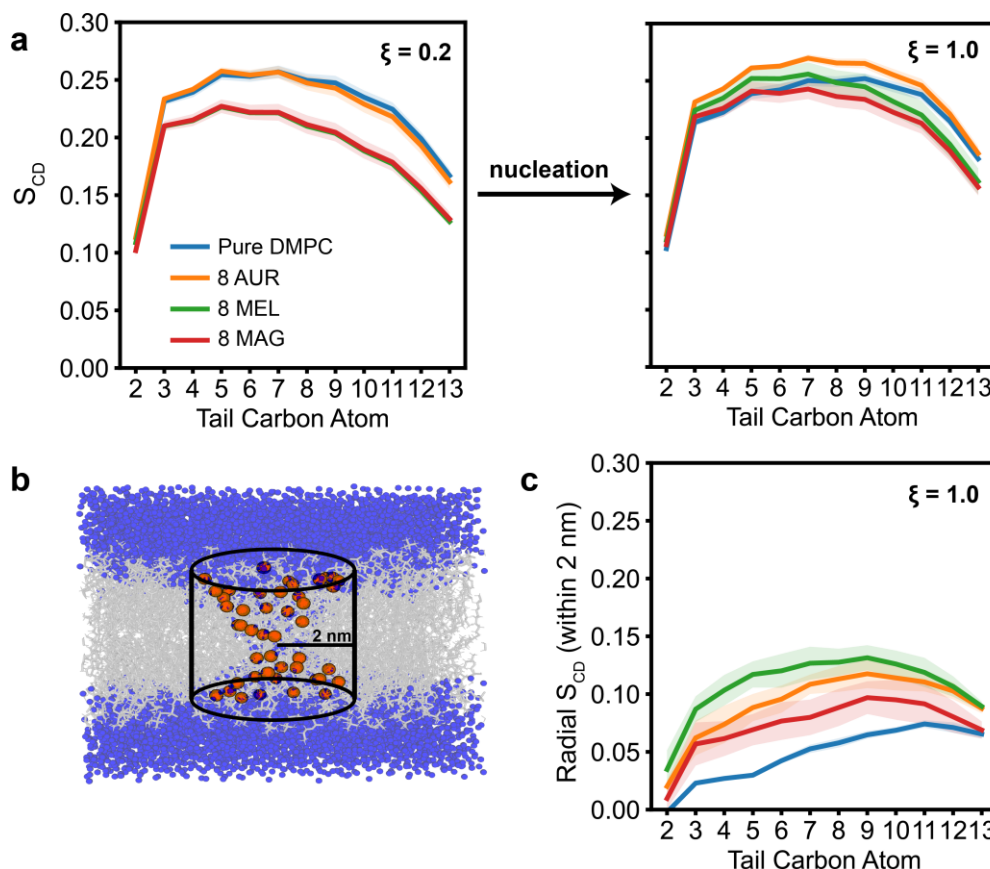 a
ξ = 0.2
0.30
0.25
0.20
0.15
0.10
0.05
0.00
S_CD
Pure DMPC
8 AUR
8 MEL
8 MAG
2 3 4 5 6 7 8 9 10 11 12 13
Tail Carbon Atom
nucleation
ξ = 1.0
2 3 4 5 6 7 8 9 10 11 12 13
Tail Carbon Atom
b
2 nm
c
ξ = 1.0
0.30
0.25
0.20
0.15
0.10
0.05
0.00
Radial S_CD (within 2 nm)
2 3 4 5 6 7 8 9 10 11 12 13
Tail Carbon Atom